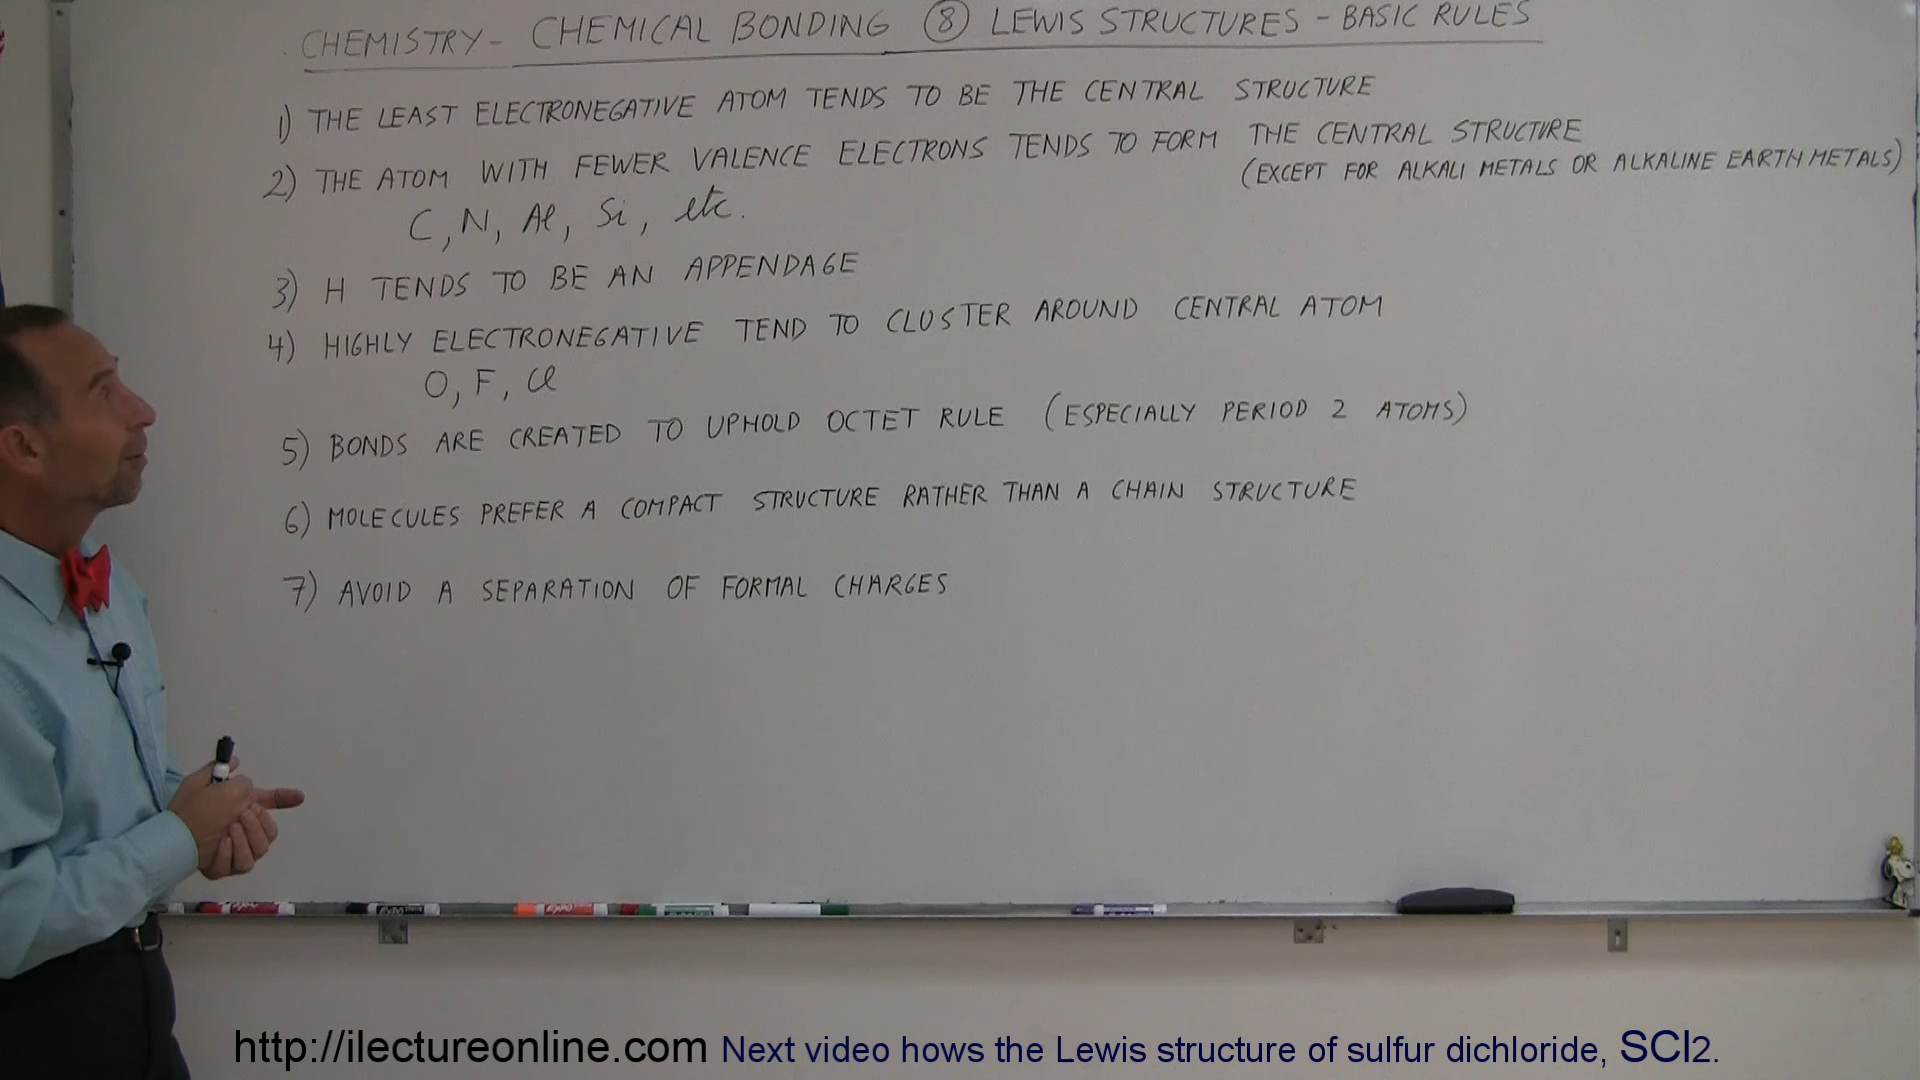 CHEMISTRY - CHEMICAL BONDING ⑧ LEWIS STRUCTURES - BASIC RULES
1) THE LEAST ELECTRONEGATIVE ATOM TENDS TO BE THE CENTRAL STRUCTURE
2) THE ATOM WITH FEWER VALENCE ELECTRONS TENDS TO FORM THE CENTRAL STRUCTURE
(EXCEPT FOR ALKALI METALS OR ALKALINE EARTH METALS)
C, N, Al, Si, etc.
3) H TENDS TO BE AN APPENDAGE
4) HIGHLY ELECTRONEGATIVE TEND TO CLUSTER AROUND CENTRAL ATOM
O, F, Cl
5) BONDS ARE CREATED TO UPHOLD OCTET RULE (ESPECIALLY PERIOD 2 ATOMS)
6) MOLECULES PREFER A COMPACT STRUCTURE RATHER THAN A CHAIN STRUCTURE
7) AVOID A SEPARATION OF FORMAL CHARGES
http://ilectureonline.com Next video hows the Lewis structure of sulfur dichloride, SCl2.